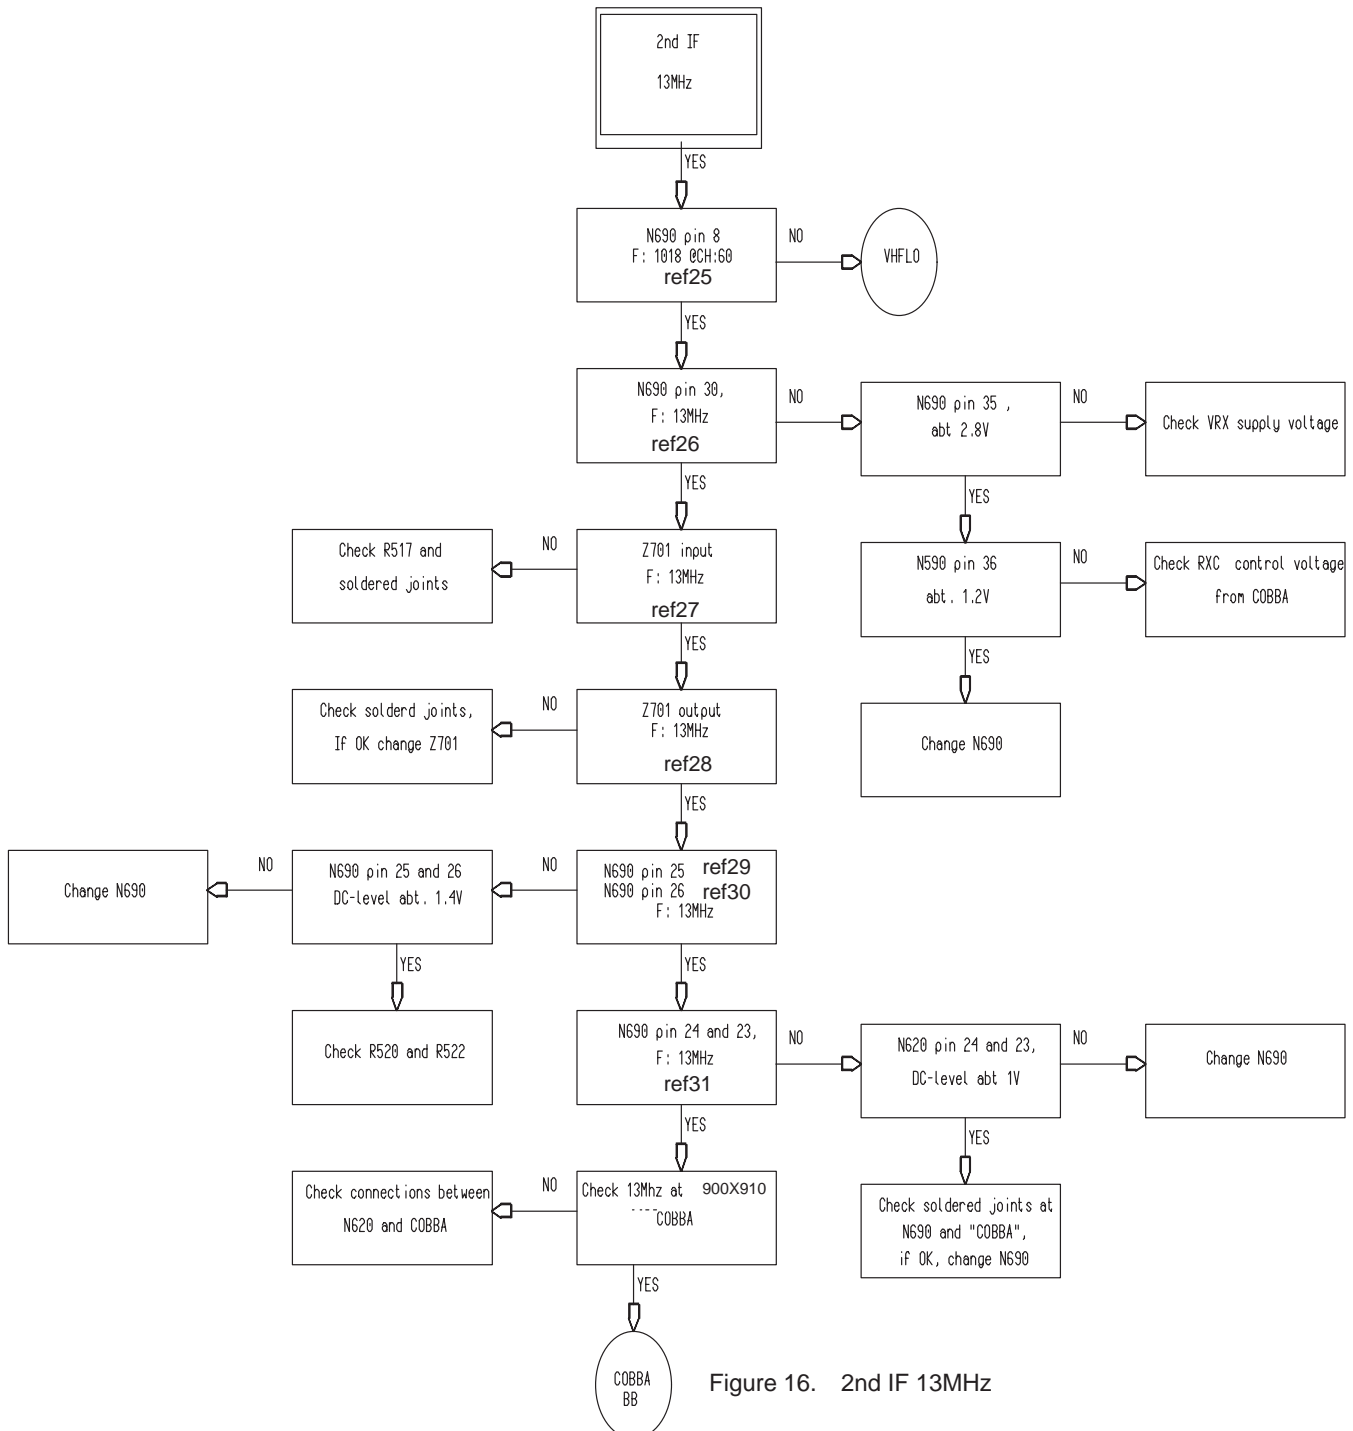 2nd IF
13MHz
YES
N690 pin 8
F: 1018 @CH:60
ref25
NO
VHFLO
YES
N690 pin 30,
F: 13MHz
ref26
NO
N690 pin 35 ,
abt 2.8V
NO
Check VRX supply voltage
YES
YES
Check R517 and
soldered joints
NO
Z701 input
F: 13MHz
ref27
N590 pin 36
abt. 1.2V
NO
Check RXC control voltage
from COBBA
YES
YES
Check solderd joints,
If OK change Z701
NO
Z701 output
F: 13MHz
ref28
Change N690
YES
Change N690
NO
N690 pin 25 and 26
DC-level abt. 1.4V
NO
N690 pin 25 ref29
N690 pin 26 ref30
F: 13MHz
YES
YES
Check R520 and R522
N690 pin 24 and 23,
F: 13MHz
ref31
NO
N620 pin 24 and 23,
DC-level abt 1V
NO
Change N690
YES
YES
Check connections between
N620 and COBBA
NO
Check 13Mhz at 900X910
COBBA
Check soldered joints at
N690 and "COBBA",
if OK, change N690
YES
COBBA
BB
Figure 16. 2nd IF 13MHz